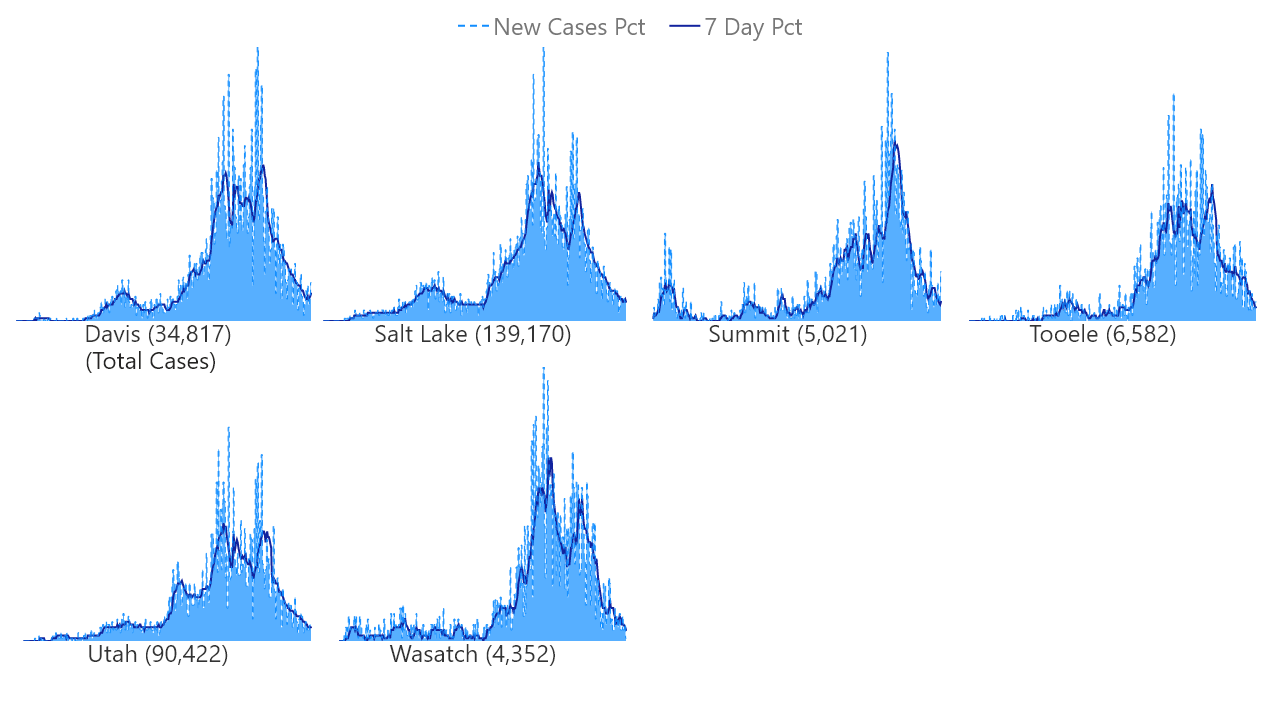 New Cases Pct 7 Day Pct
Davis (34,817)
(Total Cases)
Salt Lake (139,170)
Summit (5,021)
Tooele (6,582)
Utah (90,422)
Wasatch (4,352)